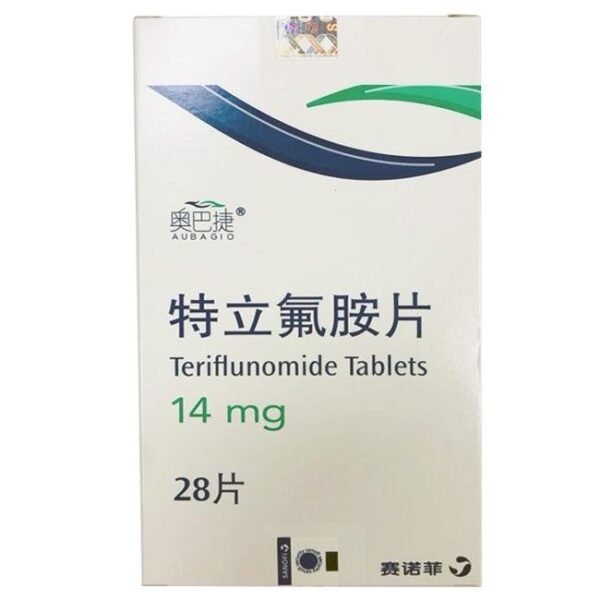 奥巴捷®
AUBAGIO
特立氟胺片
Teriflunomide Tablets
14 mg
28片
SANOFI
赛诺菲